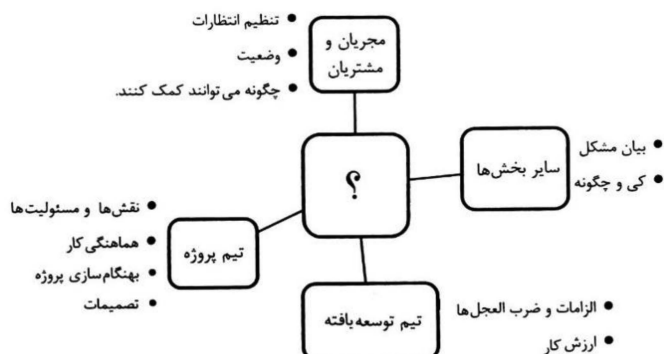 تنظیم انتظارات
وضعیت
چگونه می‌توانند کمک کنند.
مجریان و
مشتریان
سایر بخش‌ها
بیان مشکل
کی و چگونه
؟
نقش‌ها و مسئولیت‌ها
هماهنگی کار
بهنگام‌سازی پروژه
تصمیمات
تیم پروژه
تیم توسعه یافته
الزامات و ضرب العجل‌ها
ارزش کار